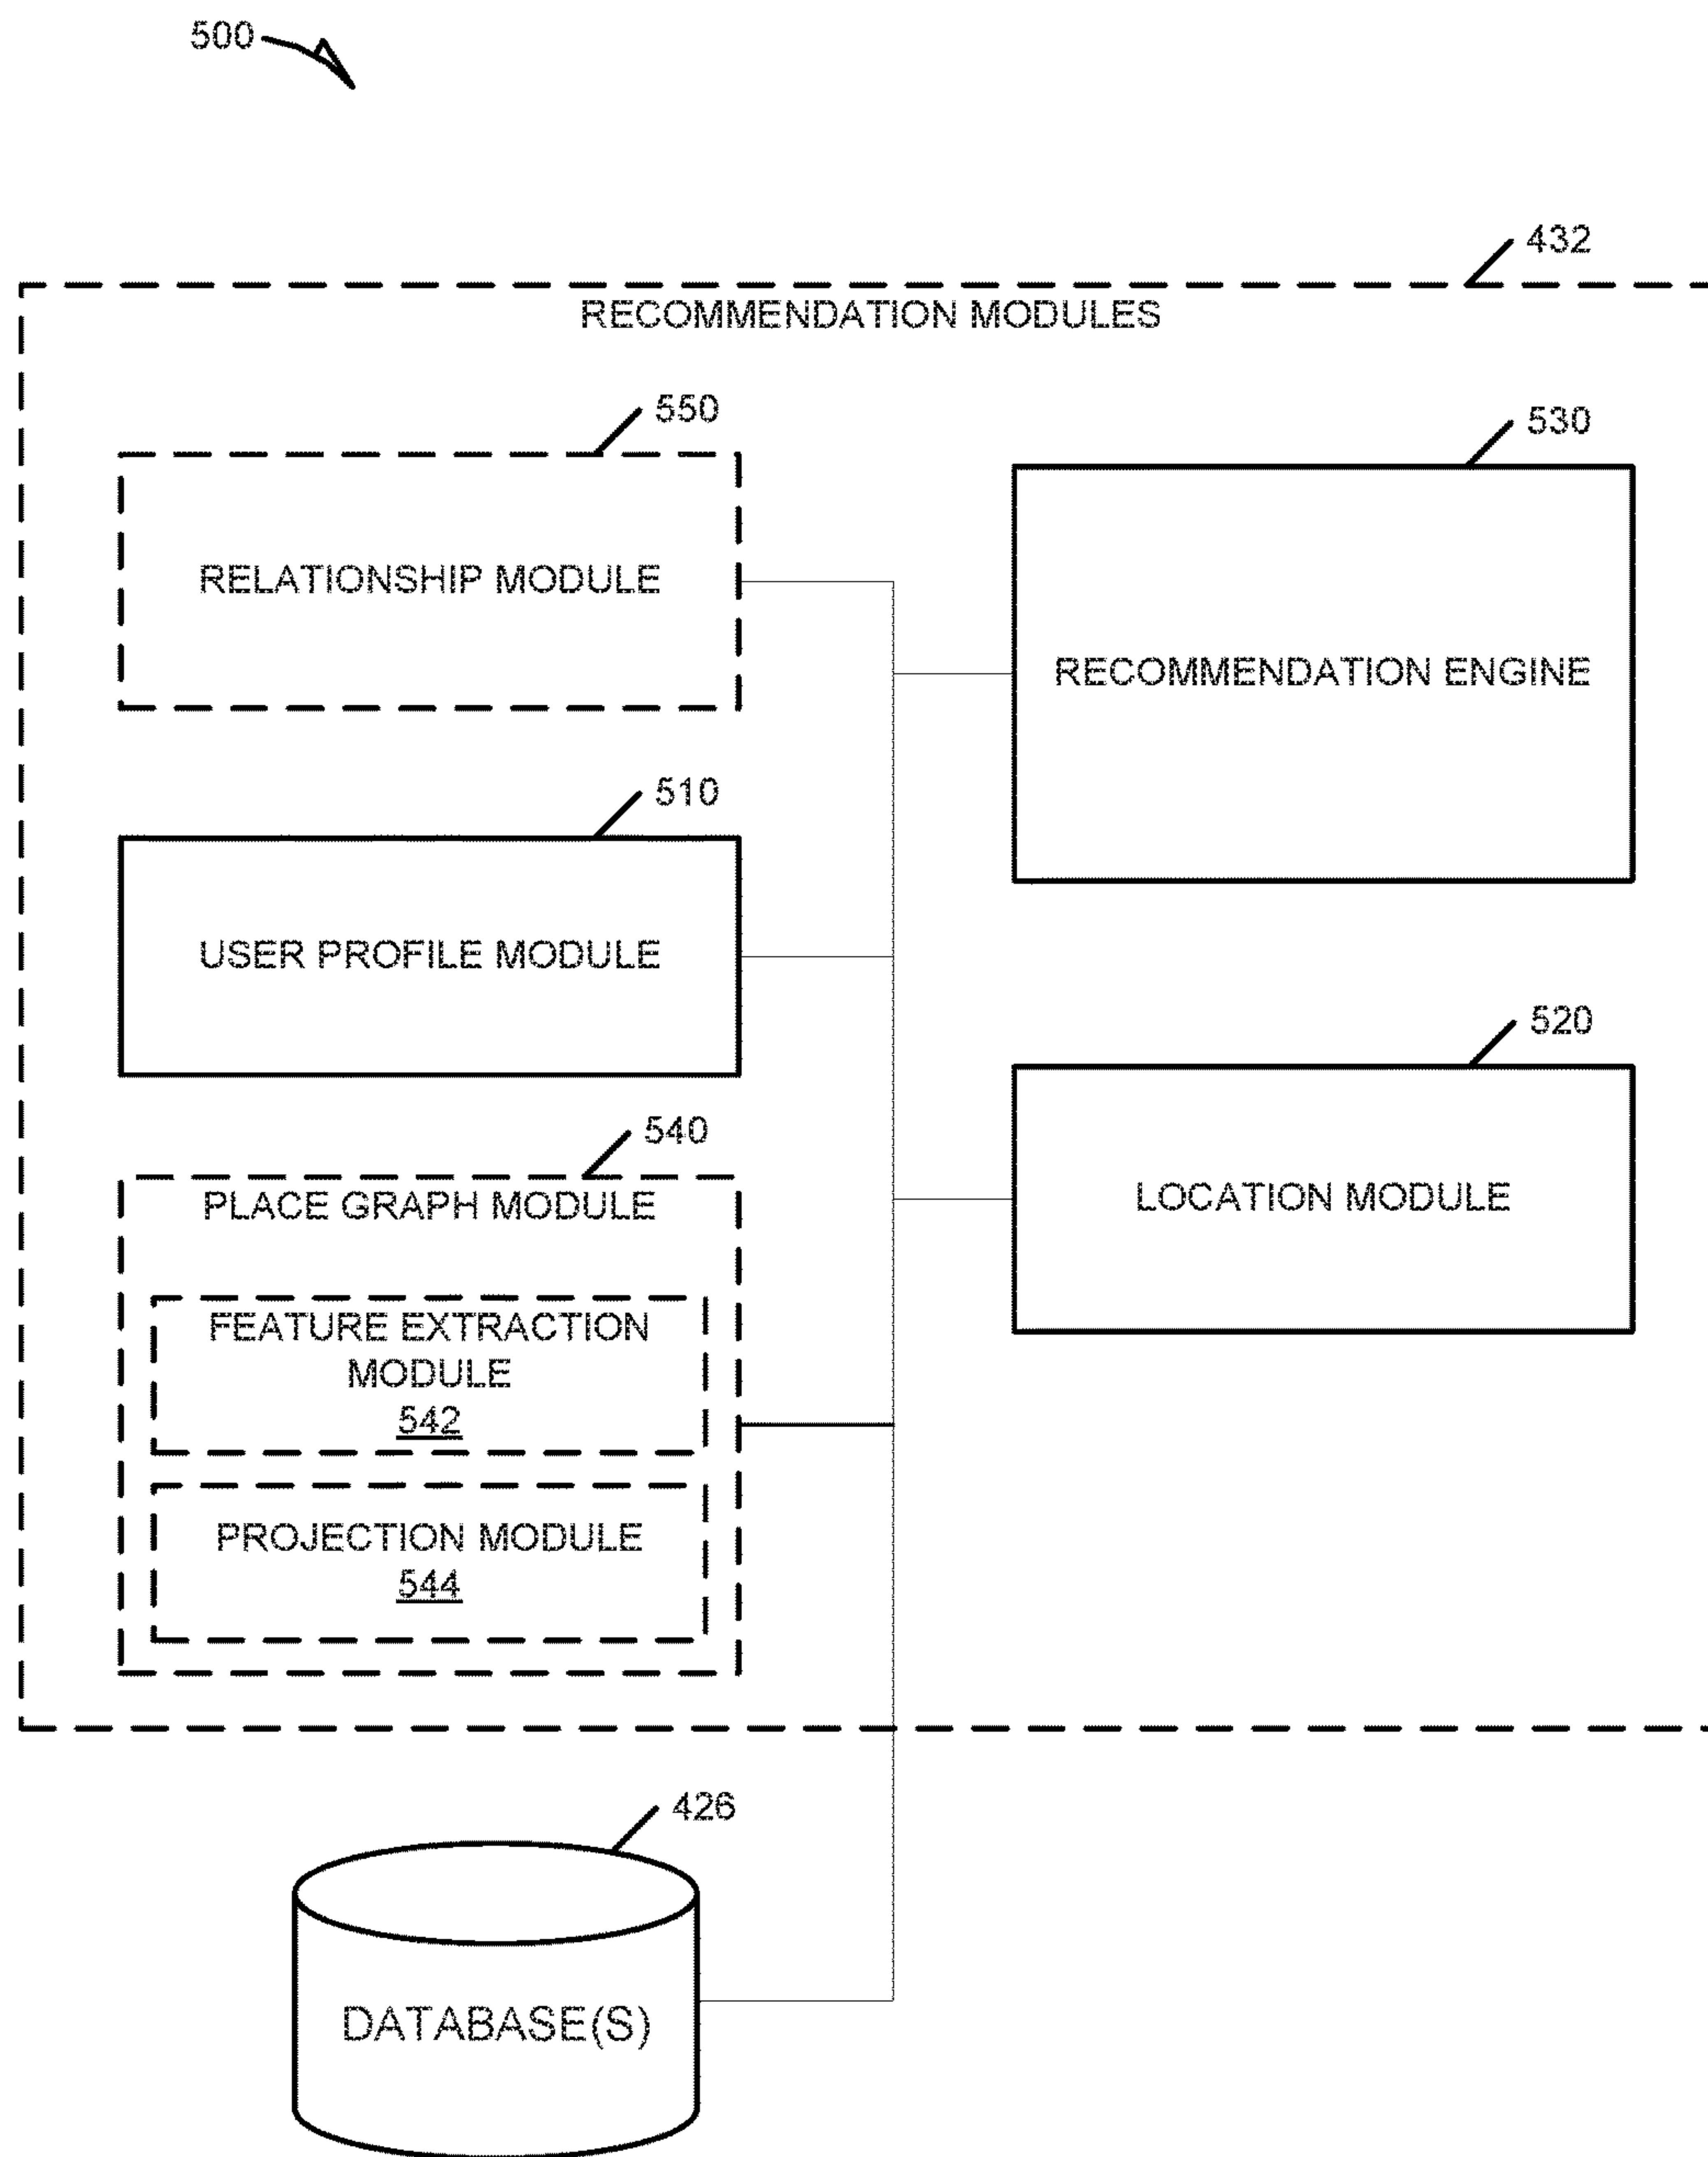 500
432
RECOMMENDATION MODULES
550
530
RELATIONSHIP MODULE
RECOMMENDATION ENGINE
510
USER PROFILE MODULE
520
LOCATION MODULE
540
PLACE GRAPH MODULE
FEATURE EXTRACTION
MODULE
542
PROJECTION MODULE
544
426
DATABASE(S)